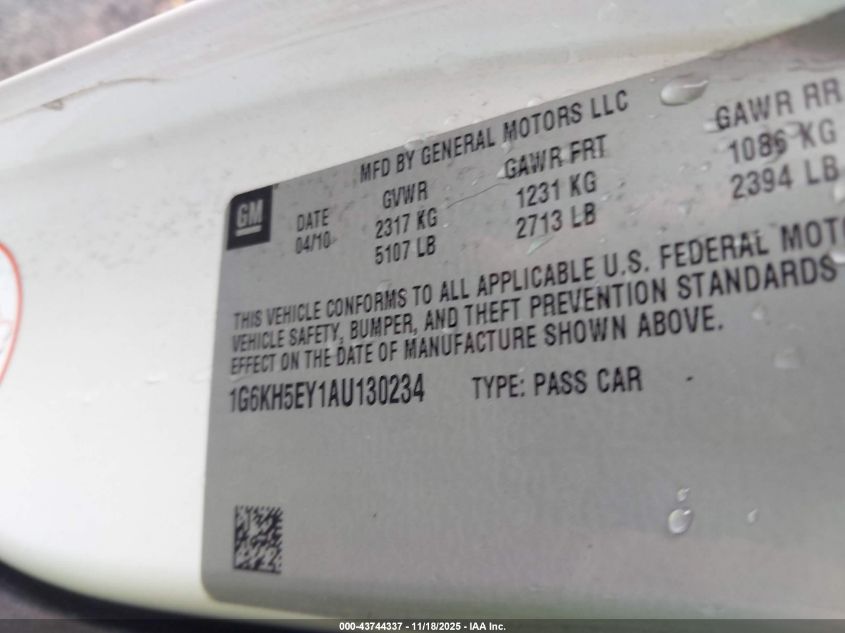 MFD BY GENERAL MOTORS LLC
GM
DATE GVWR GAWR FRT GAWR RR
04/10 2317 KG 1231 KG 1086 KG
5107 LB 2713 LB 2394 LB
THIS VEHICLE CONFORMS TO ALL APPLICABLE U.S. FEDERAL MOTO
VEHICLE SAFETY, BUMPER, AND THEFT PREVENTION STANDARDS
EFFECT ON THE DATE OF MANUFACTURE SHOWN ABOVE.
1G6KH5EY1AU130234 TYPE: PASS CAR
000-43744337 | 11/18/2025 - IAA Inc.